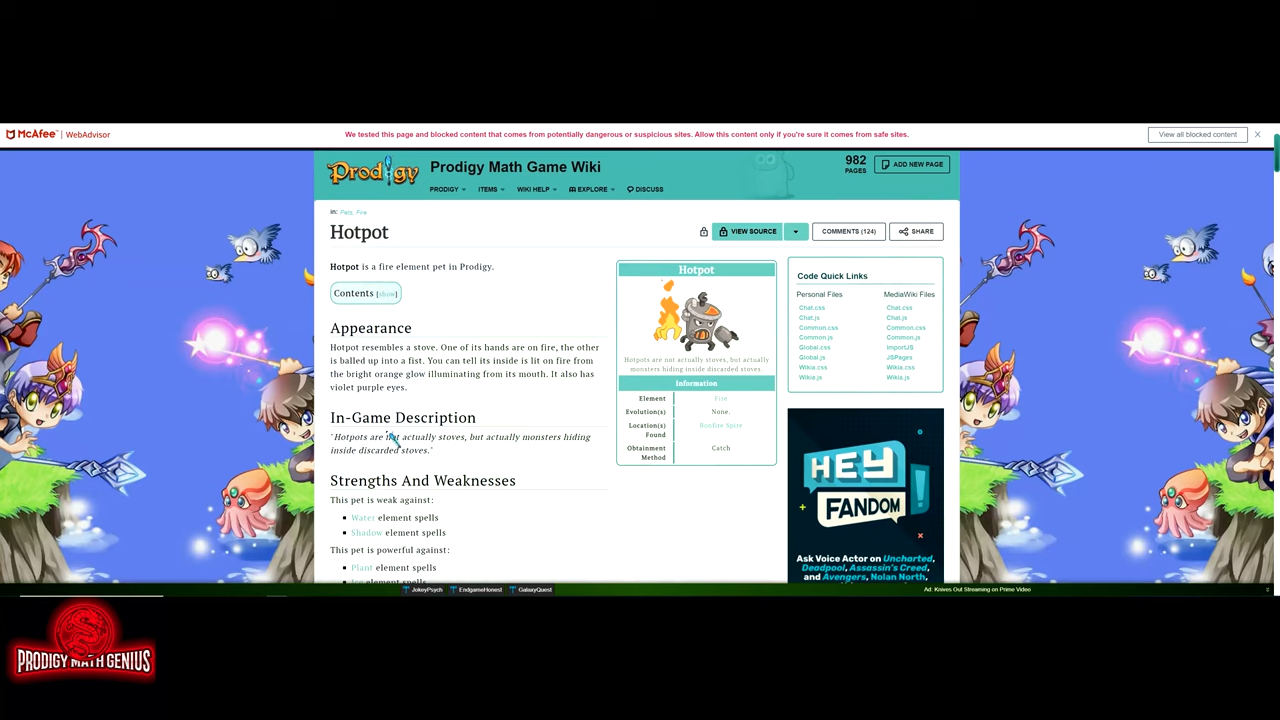 McAfee™ | WebAdvisor
We tested this page and blocked content that comes from potentially dangerous or suspicious sites. Allow this content only if you're sure it comes from safe sites.
View all blocked content
PRODIGY
Prodigy Math Game Wiki
982
PAGES
ADD NEW PAGE
PRODIGY
ITEMS
WIKI HELP
EXPLORE
DISCUSS
in: Pets, Fire
Hotpot
VIEW SOURCE
COMMENTS (124)
SHARE
Hotpot is a fire element pet in Prodigy.
Contents [show]
Appearance
Hotpot resembles a stove. One of its hands are on fire, the other
is balled up into a fist. You can tell its inside is lit on fire from
the bright orange glow illuminating from its mouth. It also has
violet purple eyes.
In-Game Description
"Hotpots are not actually stoves, but actually monsters hiding
inside discarded stoves."
Strengths And Weaknesses
This pet is weak against:
Water element spells
Shadow element spells
This pet is powerful against:
Plant element spells
Ice element spells
Hotpot
Hotpots are not actually stoves, but actually
monsters hiding inside discarded stoves.
Information
Element Fire
Evolution(s) None.
Location(s) Found Bonfire Spire
Obtainment Method Catch
Code Quick Links
Personal Files MediaWiki Files
Chat.css Chat.css
Chat.js Chat.js
Common.css Common.css
Common.js Common.js
Global.css ImportJS
Global.js JSPages
Wikia.css Wikia.css
Wikia.js Wikia.js
HEY
FANDOM!
Ask Voice Actor on Uncharted,
Deadpool, Assassin's Creed,
and Avengers, Nolan North,
JokeyPsych
EndgameHonest
GalaxyQuest
Ad: Knives Out Streaming on Prime Video
PRODIGY MATH GENIUS